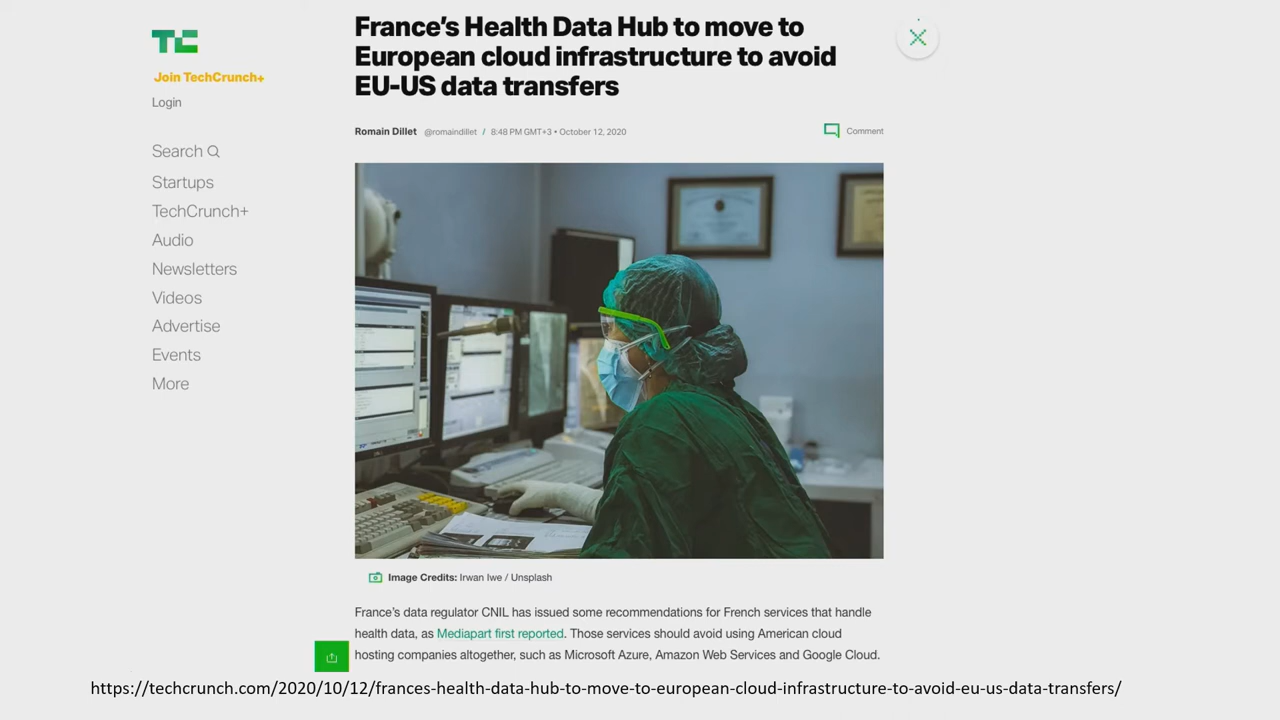 France's Health Data Hub to move to
European cloud infrastructure to avoid
EU-US data transfers
TC
Join TechCrunch+
Login
Search
Startups
TechCrunch+
Audio
Newsletters
Videos
Advertise
Events
More
Romain Dillet @romaindillet / 8:48 PM GMT+3 • October 12, 2020
Comment
Image Credits: Irwan Iwe / Unsplash
France's data regulator CNIL has issued some recommendations for French services that handle
health data, as Mediapart first reported. Those services should avoid using American cloud
hosting companies altogether, such as Microsoft Azure, Amazon Web Services and Google Cloud.
https://techcrunch.com/2020/10/12/frances-health-data-hub-to-move-to-european-cloud-infrastructure-to-avoid-eu-us-data-transfers/